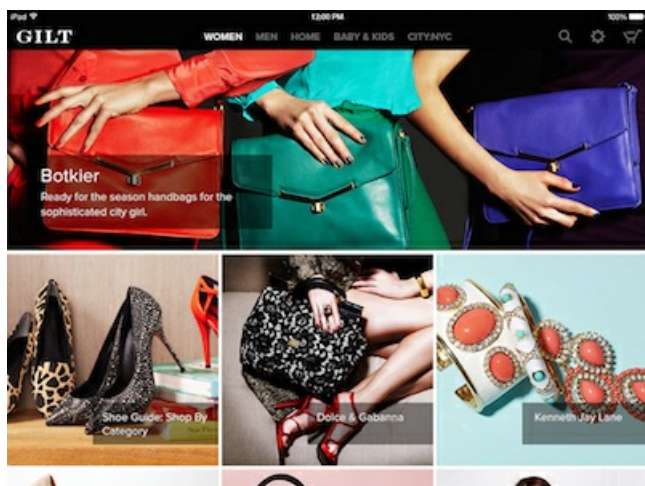 iPad 12:00 PM 100%
GILT WOMEN MEN HOME BABY & KIDS CITY:NYC
Botkier
Ready for the season handbags for the
sophisticated city girl.
Shoe Guide: Shop By
Category
Dolce & Gabanna
Kenneth Jay Lane